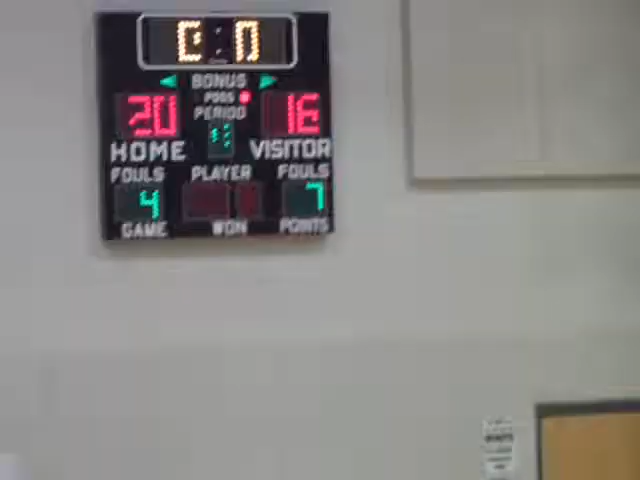 BONUS
POSS
PERIOD
20 16
HOME VISITOR
FOULS PLAYER FOULS
4 7
GAME WON POINTS